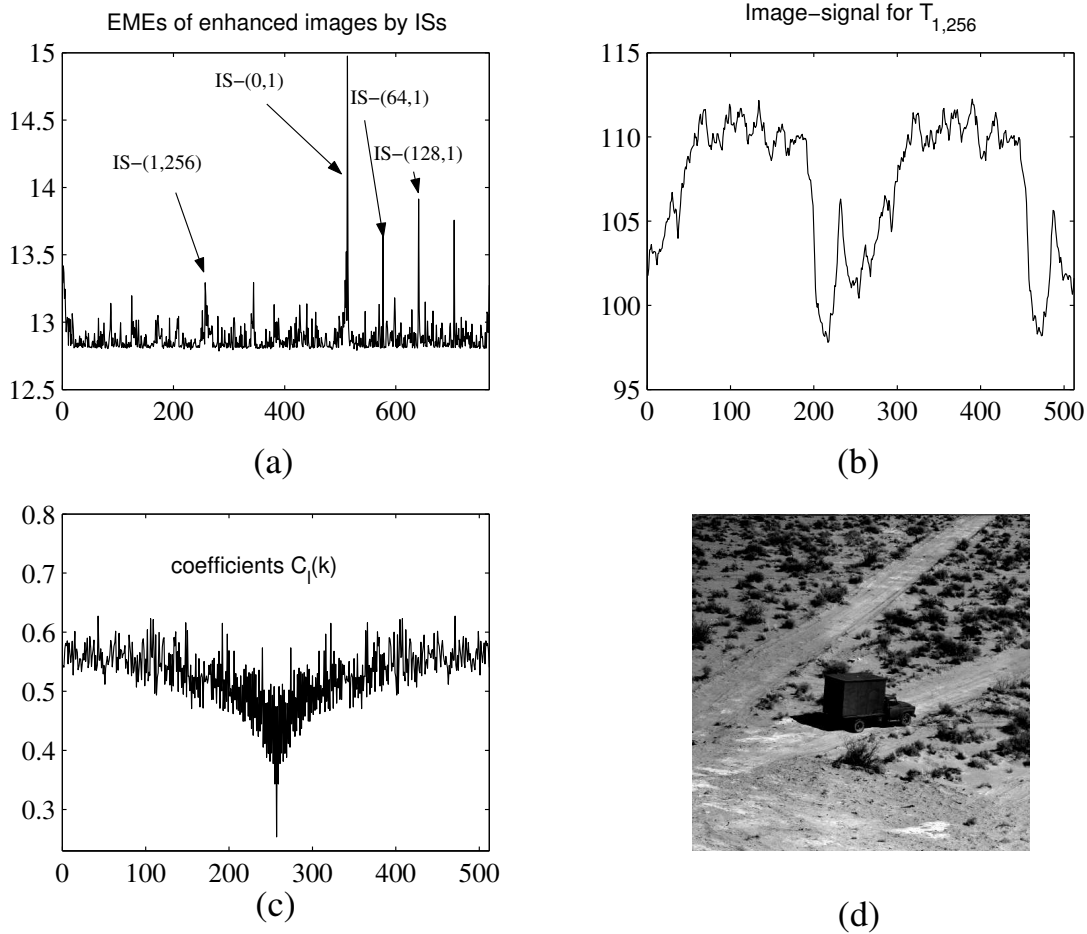 EMEs of enhanced images by ISs
15
14.5
14
13.5
13
12.5
0 200 400 600
IS−(0,1)
IS−(64,1)
IS−(128,1)
IS−(1,256)
(a)
Image−signal for T1,256
115
110
105
100
95
0 100 200 300 400 500
(b)
0.8
0.7
0.6
0.5
0.4
0.3
0 100 200 300 400 500
coefficients Cl(k)
(c)
(d)